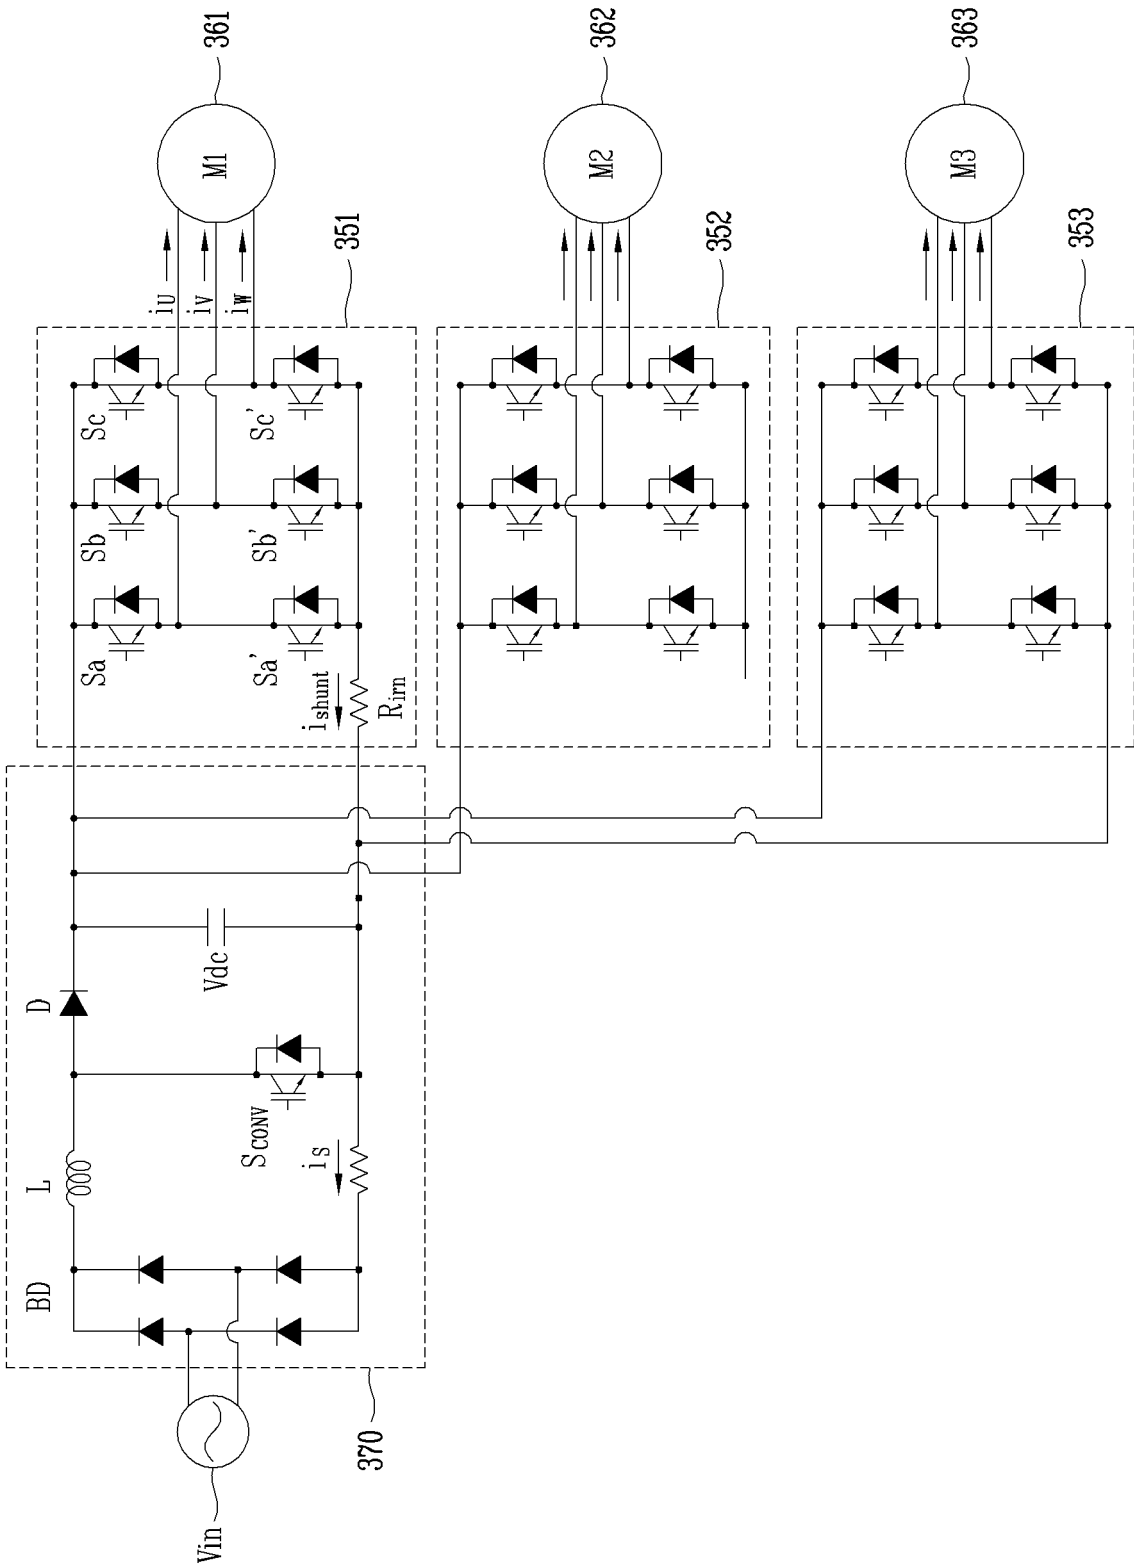 361
362
363
M1
M2
M3
351
352
353
iU
iV
iW
Sa
Sb
Sc
Sa'
Sb'
Sc'
ishunt
Rirn
Vdc
D
SCONV
L
iS
BD
370
Vin